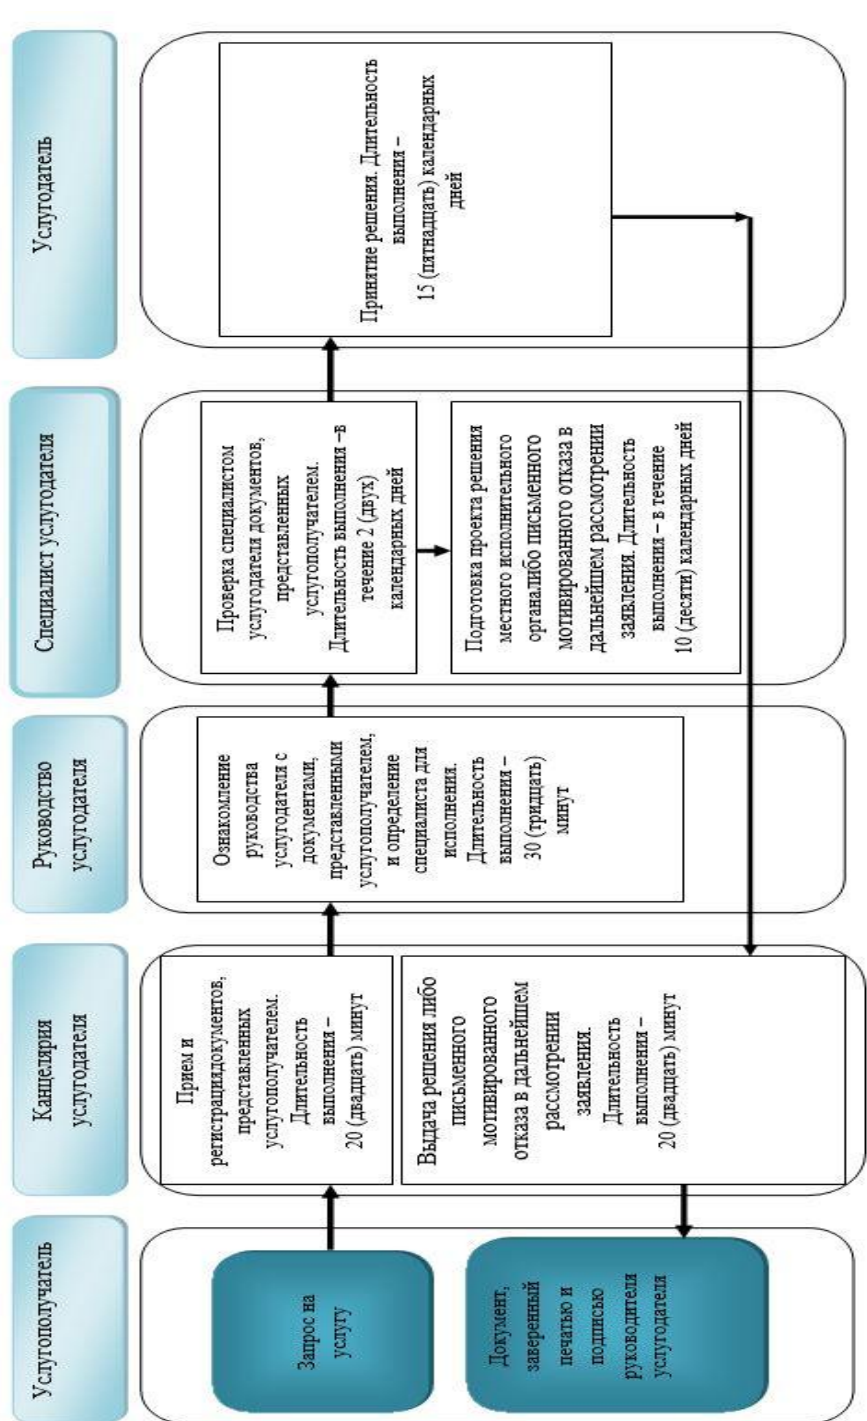 Услугополучатель
Канцелярия
услугодателя
Руководство
услугодателя
Специалист услугодателя
Услугодатель
Запрос на
услугу
Документ,
заверенный
печатью и
подписью
руководителя
услугодателя
Прием и
регистрациядокументов,
представленных
услугополучателем.
Длительность
выполнения –
20 (двадцать) минут
Выдача решения либо
письменного
мотивированного
отказа в дальнейшем
рассмотрении
заявления.
Длительность
выполнения –
20 (двадцать) минут
Ознакомление
руководства
услугодателя с
документами,
представленными
услугополучателем,
и определение
специалиста для
исполнения.
Длительность
выполнения –
30 (тридцать)
минут
Проверка специалистом
услугодателя документов,
представленных
услугополучателем.
Длительность выполнения –в
течение 2 (двух)
календарных дней
Подготовка проекта решения
местного исполнительного
органалибо письменного
мотивированного отказа в
дальнейшем рассмотрении
заявления. Длительность
выполнения – в течение
10 (десяти) календарных дней
Принятие решения. Длительность
выполнения –
15 (пятнадцать) календарных
дней